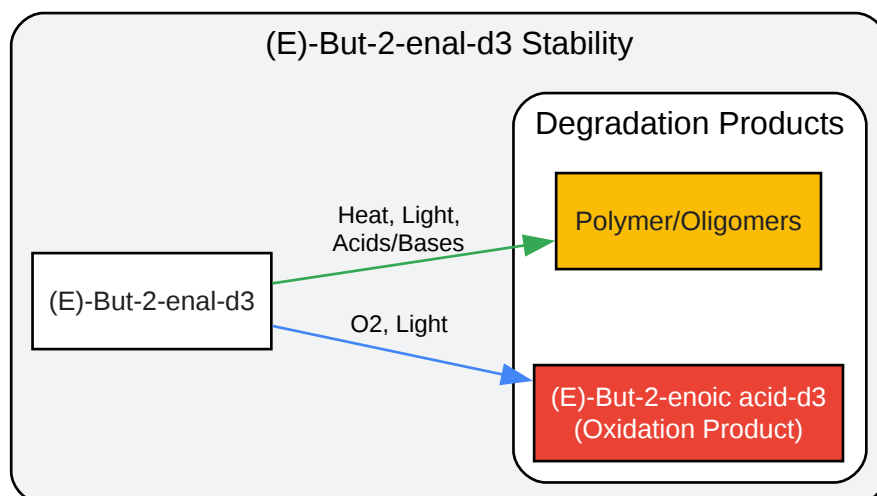 (E)-But-2-enal-d3 Stability
Degradation Products
Heat, Light,
Acids/Bases
Polymer/Oligomers
(E)-But-2-enal-d3
O2, Light
(E)-But-2-enoic acid-d3
(Oxidation Product)